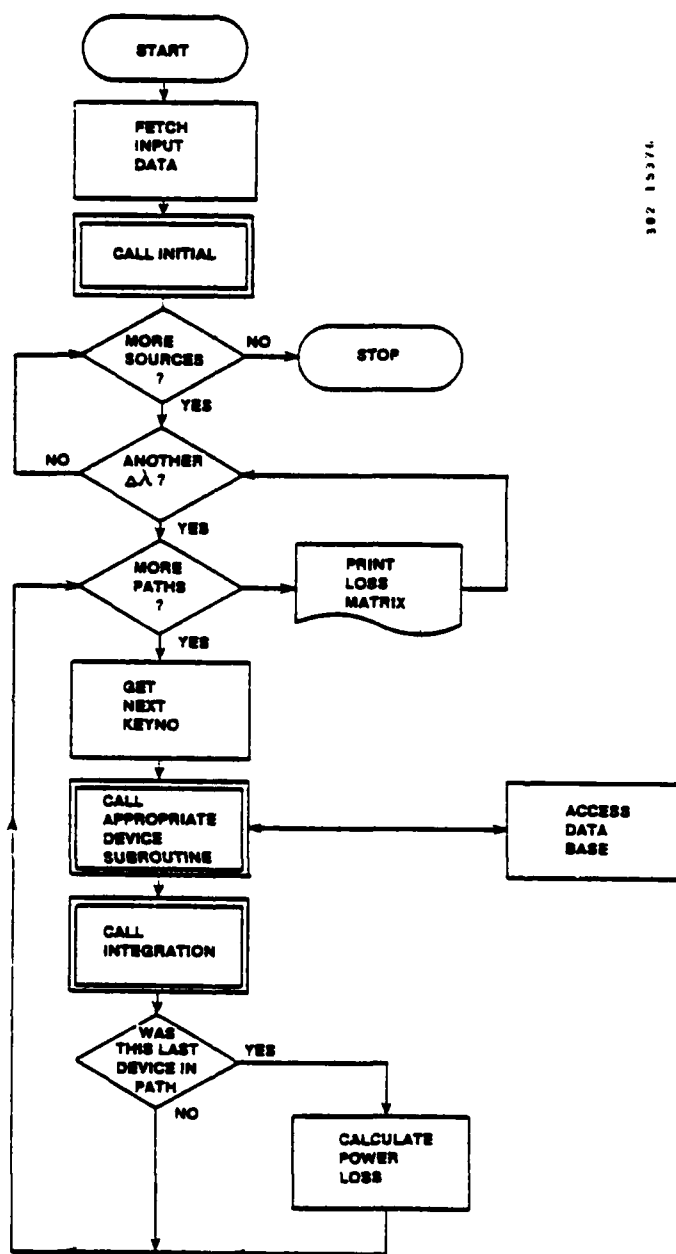 START
FETCH
INPUT
DATA
CALL INITIAL
MORE
SOURCES
?
NO
STOP
YES
NO
ANOTHER
Δλ ?
YES
MORE
PATHS
?
PRINT
LOSS
MATRIX
YES
GET
NEXT
KEYNO
CALL
APPROPRIATE
DEVICE
SUBROUTINE
ACCESS
DATA
BASE
CALL
INTEGRATION
WAS
THIS LAST
DEVICE IN
PATH
YES
NO
CALCULATE
POWER
LOSS